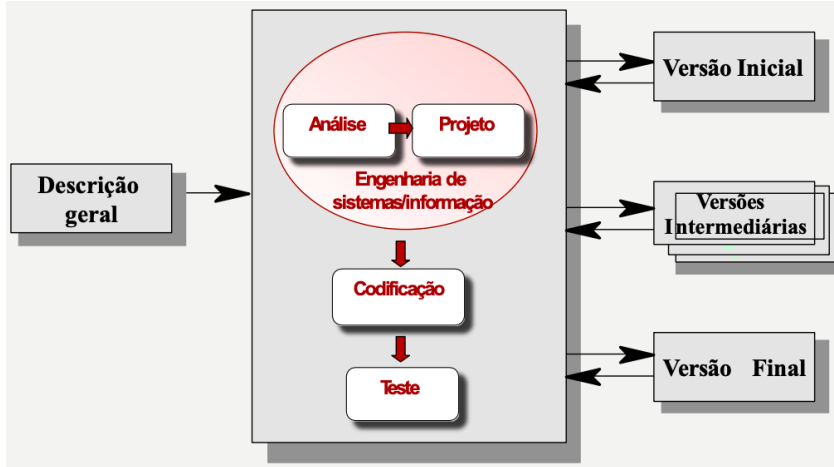 Descrição
geral
Análise
Projeto
Engenharia de
sistemas/informação
Codificação
Teste
Versão Inicial
Versões
Intermediárias
Versão Final